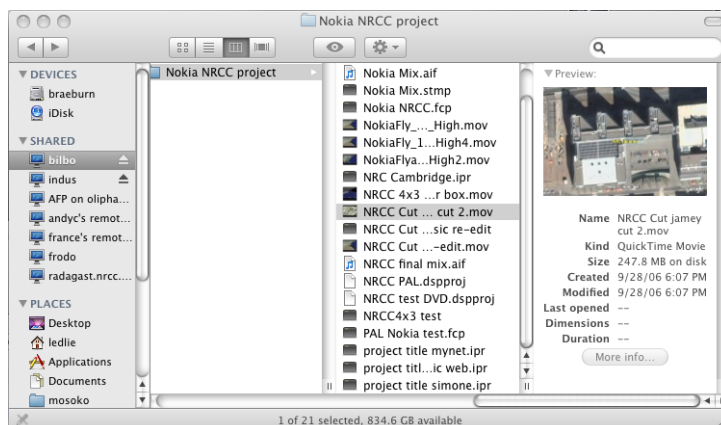 Nokia NRCC project
DEVICES
braeburn
iDisk
SHARED
bilbo
indus
AFP on olipha...
andyc's remot...
france's remot...
frodo
radagast.nrcc....
PLACES
Desktop
ledlie
Applications
Documents
mosoko
Nokia NRCC project
Nokia Mix.aif
Nokia Mix.stmp
Nokia NRCC.fcp
NokiaFly_..._High.mov
NokiaFly_1...High4.mov
NokiaFlya...High2.mov
NRC Cambridge.ipr
NRCC 4x3 ...r box.mov
NRCC Cut ... cut 2.mov
NRCC Cut ...sic re-edit
NRCC Cut ...-edit.mov
NRCC final mix.aif
NRCC PAL.dspproj
NRCC test DVD.dspproj
NRCC4x3 test
PAL Nokia test.fcp
project title mynet.ipr
project titl...ic web.ipr
project title simone.ipr
Preview:
Name NRCC Cut jamey
cut 2.mov
Kind QuickTime Movie
Size 247.8 MB on disk
Created 9/28/06 6:07 PM
Modified 9/28/06 6:07 PM
Last opened --
Dimensions --
Duration --
More info...
1 of 21 selected, 834.6 GB available